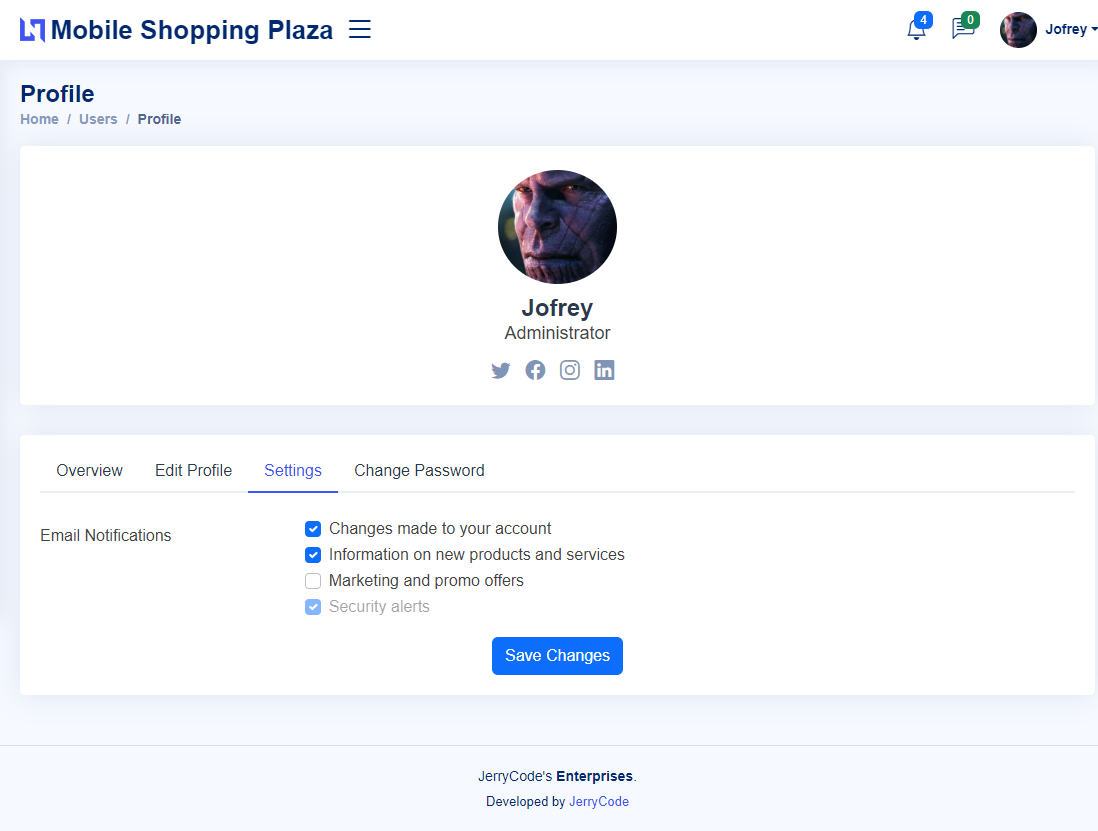 Mobile Shopping Plaza
4
0
Jofrey
Profile
Home / Users / Profile
Jofrey
Administrator
Overview
Edit Profile
Settings
Change Password
Email Notifications
Changes made to your account
Information on new products and services
Marketing and promo offers
Security alerts
Save Changes
JerryCode's Enterprises.
Developed by JerryCode